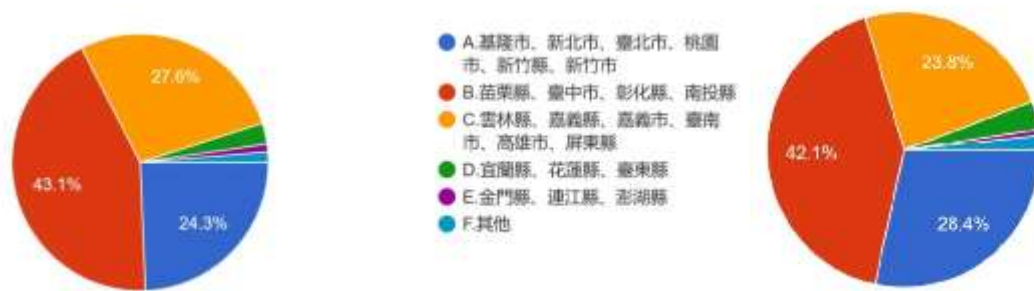 27.6%
43.1%
24.3%
A.基隆市、新北市、臺北市、桃園
市、新竹縣、新竹市
B.苗栗縣、臺中市、彰化縣、南投縣
C.雲林縣、嘉義縣、嘉義市、臺南
市、高雄市、屏東縣
D.宜蘭縣、花蓮縣、臺東縣
E.金門縣、連江縣、澎湖縣
F.其他
23.8%
42.1%
28.4%